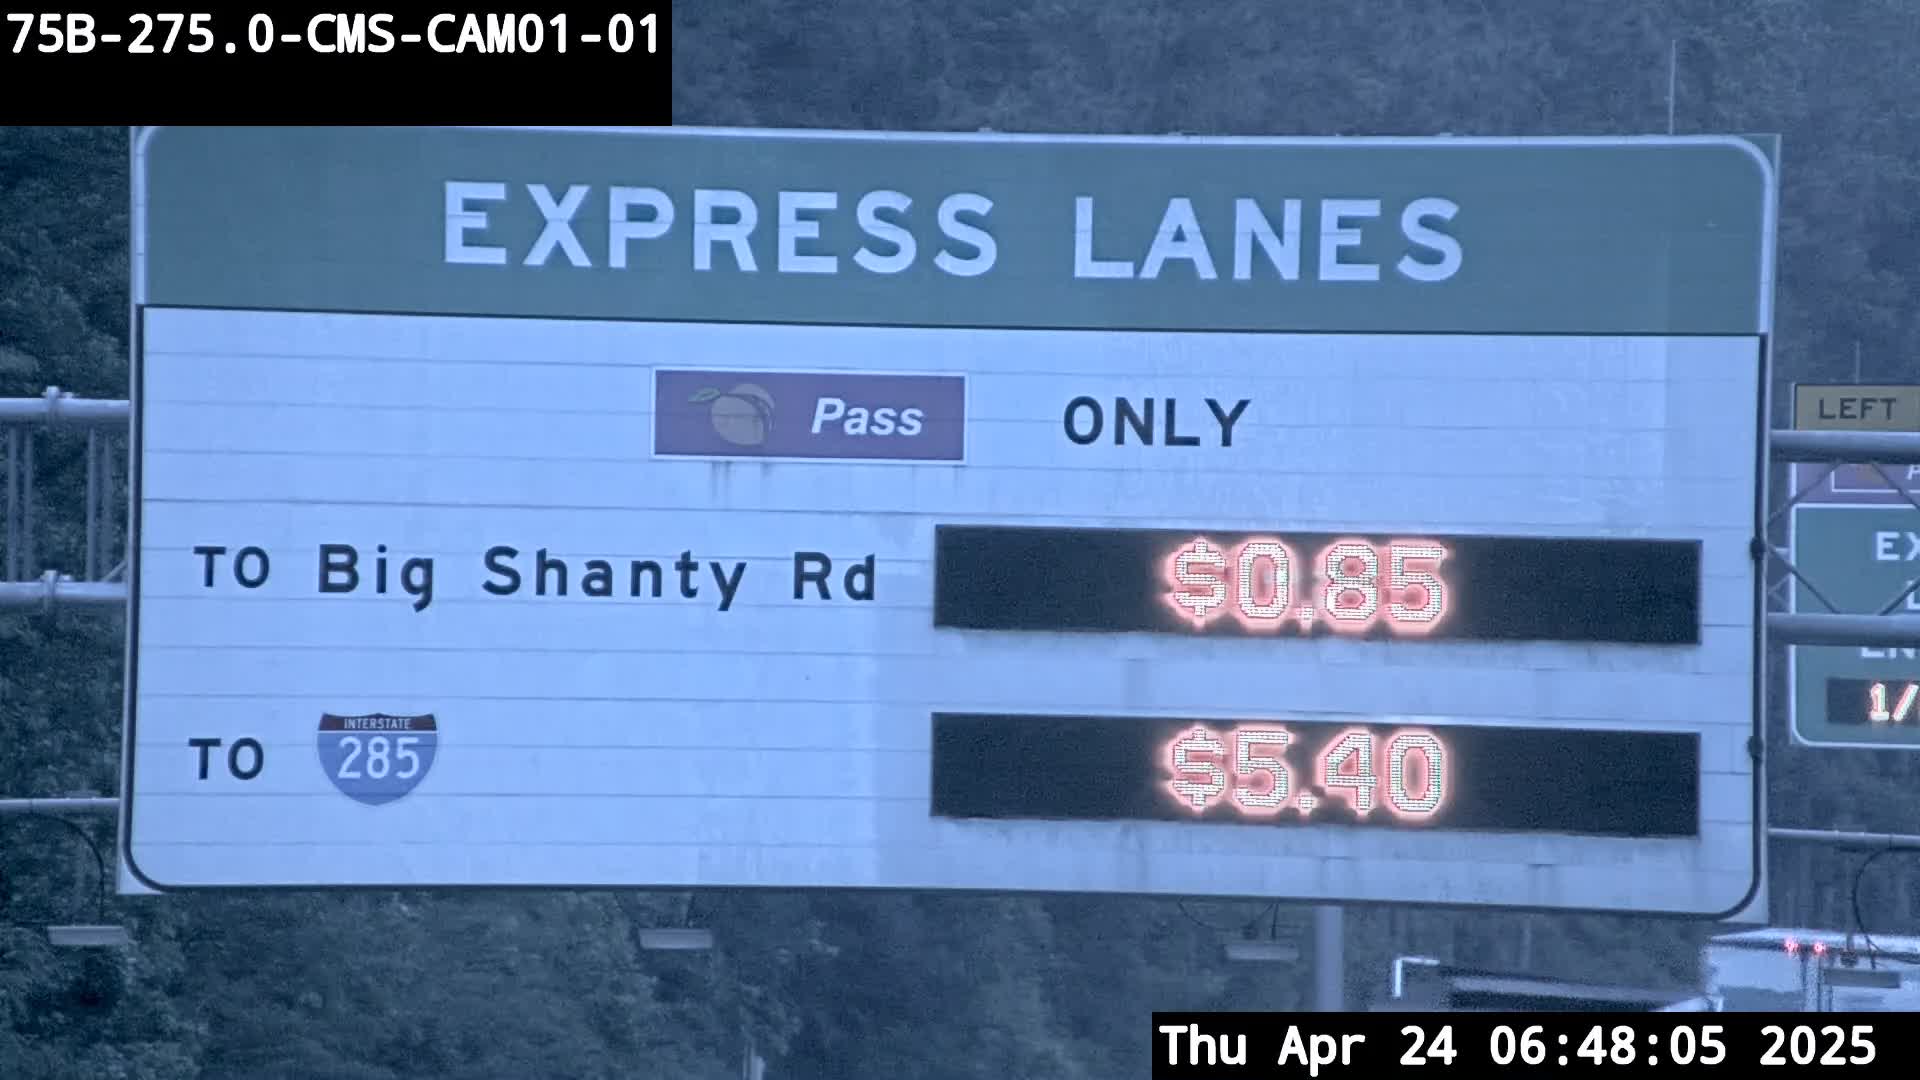 75B-275.0-CMS-CAM01-01
EXPRESS LANES
Pass ONLY
TO Big Shanty Rd $0.85
TO INTERSTATE 285 $5.40
LEFT
1/
Thu Apr 24 06:48:05 2025